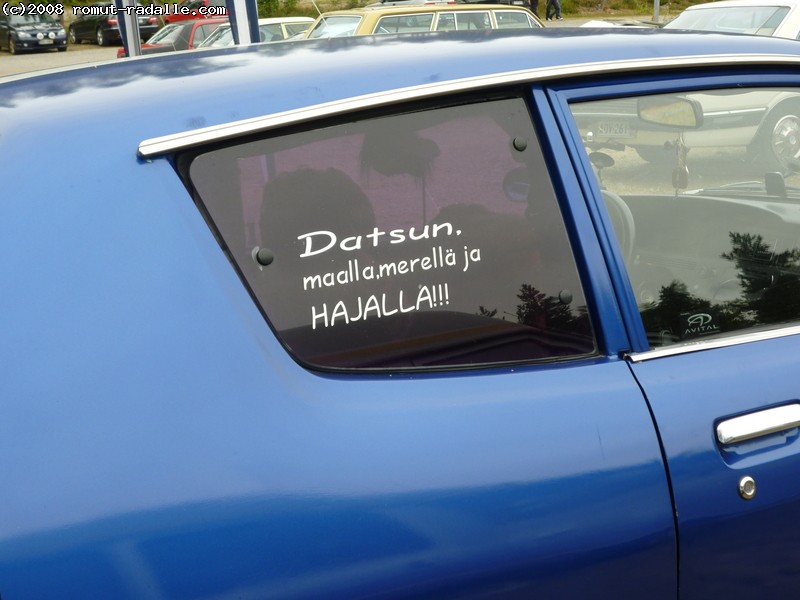 (c)2008 romut-radalle.com
Datsun.
maalla,merellä ja
HAJALLA!!!
AVITAL